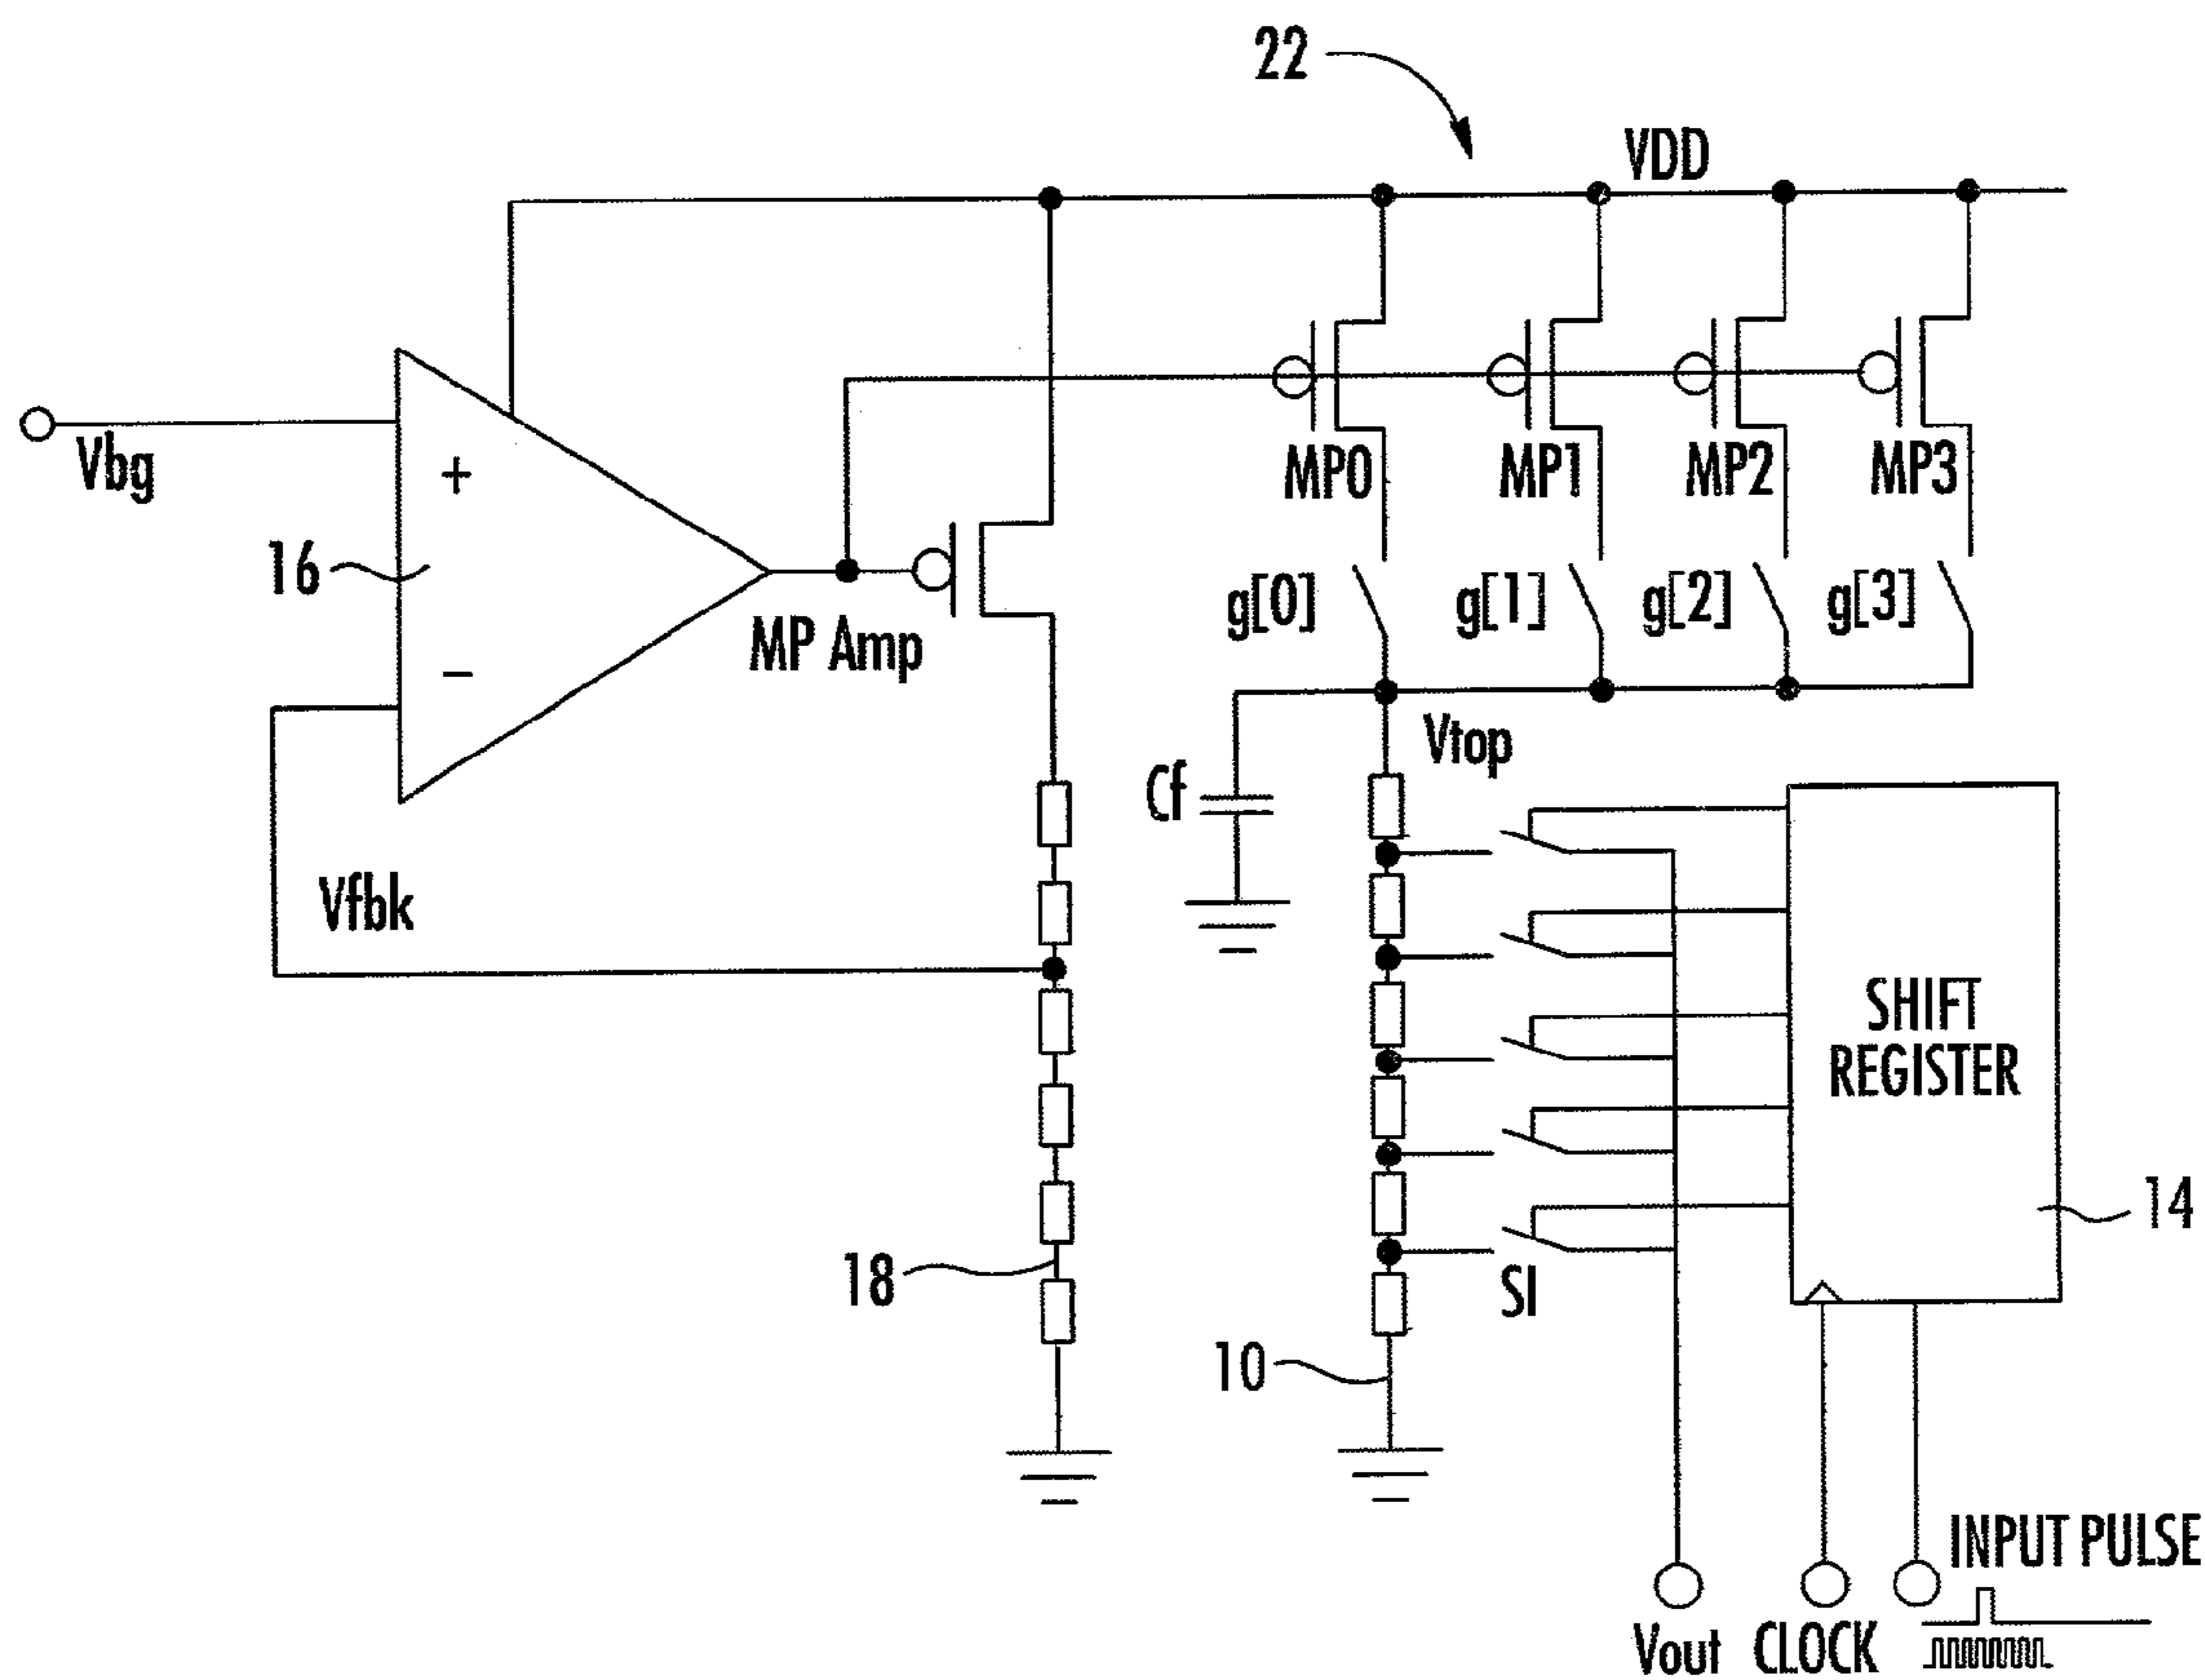 22
VDD
Vbg
+
16
−
MP Amp
MP0
MP1
MP2
MP3
g[0]
g[1]
g[2]
g[3]
Vtop
Cf
Vfbk
SHIFT
REGISTER
14
18
SI
10
INPUT PULSE
Vout
CLOCK